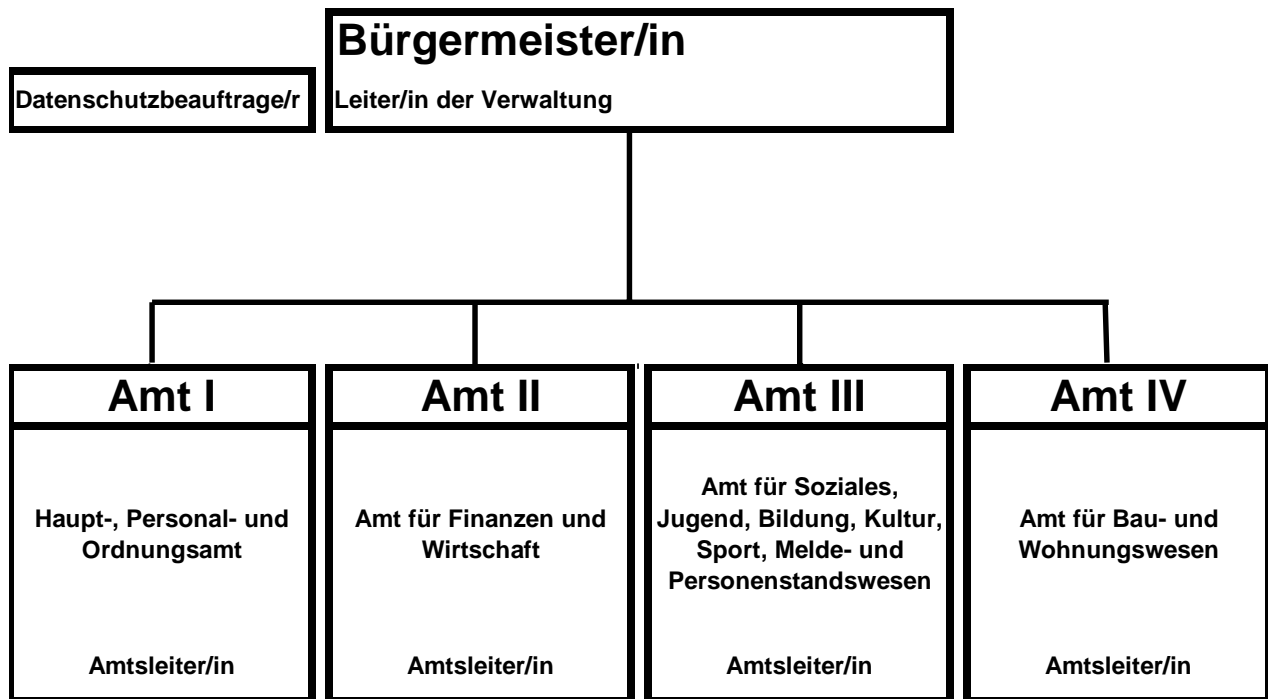 Bürgermeister/in
Datenschutzbeauftrage/r
Leiter/in der Verwaltung
Amt I
Amt II
Amt III
Amt IV
Haupt-, Personal- und
Ordnungsamt
Amt für Finanzen und
Wirtschaft
Amt für Soziales,
Jugend, Bildung, Kultur,
Sport, Melde- und
Personenstandswesen
Amt für Bau- und
Wohnungswesen
Amtsleiter/in
Amtsleiter/in
Amtsleiter/in
Amtsleiter/in